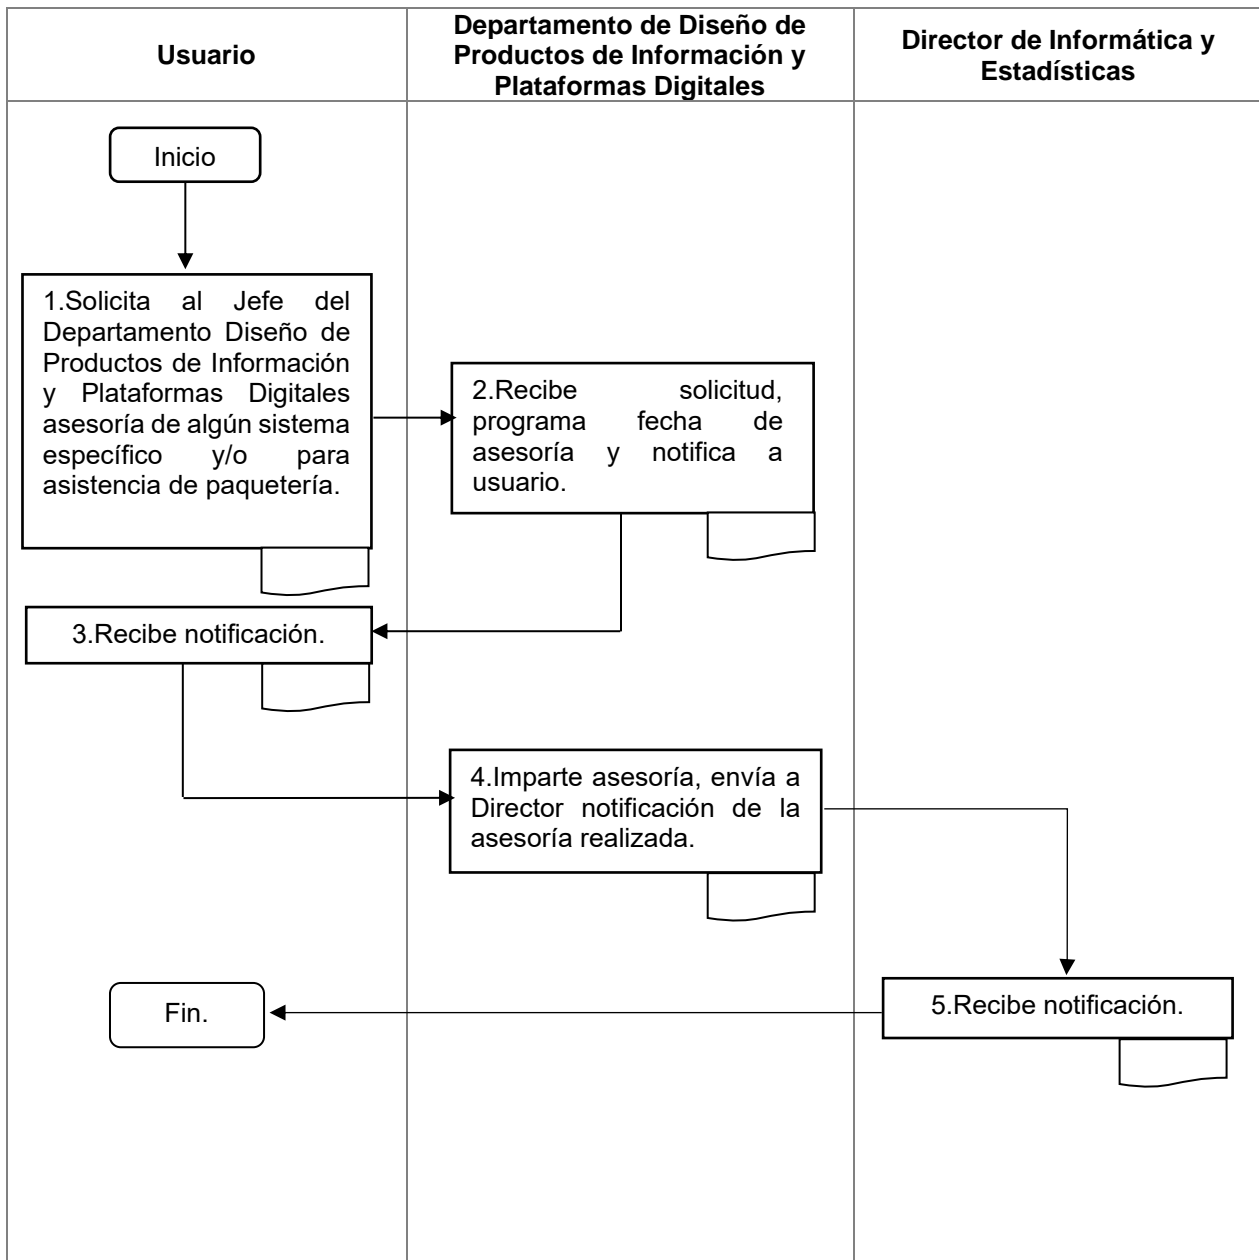 Usuario
Departamento de Diseño de
Productos de Información y
Plataformas Digitales
Director de Informática y
Estadísticas
Inicio
1.Solicita al Jefe del
Departamento Diseño de
Productos de Información
y Plataformas Digitales
asesoría de algún sistema
específico y/o para
asistencia de paquetería.
2.Recibe solicitud,
programa fecha de
asesoría y notifica a
usuario.
3.Recibe notificación.
4.Imparte asesoría, envía a
Director notificación de la
asesoría realizada.
5.Recibe notificación.
Fin.